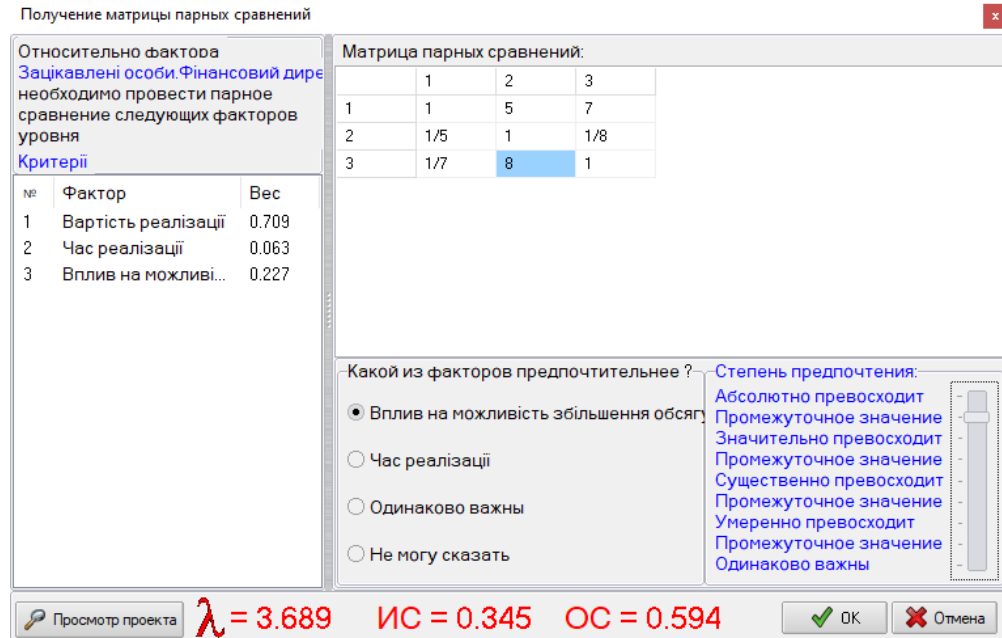 Получение матрицы парных сравнений
x
Относительно фактора
Зацікавлені особи.Фінансовий дире
необходимо провести парное
сравнение следующих факторов
уровня
Критерії
№ Фактор Вес
1 Вартість реалізації 0.709
2 Час реалізації 0.063
3 Вплив на можливі... 0.227
Матрица парных сравнений:
1 2 3
1 1 5 7
2 1/5 1 1/8
3 1/7 8 1
Какой из факторов предпочтительнее ?
Вплив на можливість збільшення обсягу
Час реалізації
Одинаково важны
Не могу сказать
Степень предпочтения:
Абсолютно превосходит
Промежуточное значение
Значительно превосходит
Промежуточное значение
Существенно превосходит
Промежуточное значение
Умеренно превосходит
Промежуточное значение
Одинаково важны
Просмотр проекта
λ = 3.689 ИС = 0.345 ОС = 0.594
OK
Отмена